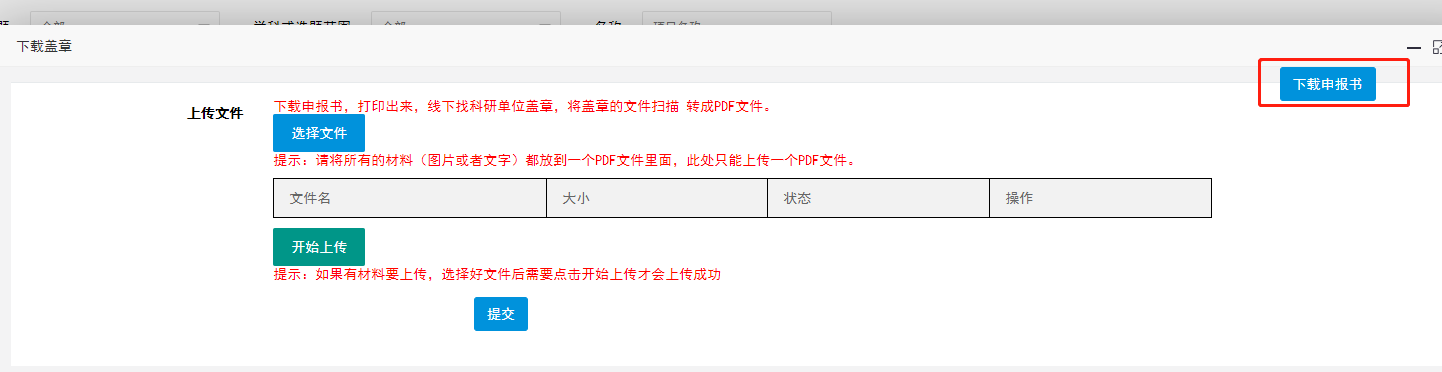 下载盖章
下载申报书
上传文件
下载申报书，打印出来，线下找科研单位盖章，将盖章的文件扫描 转成PDF文件。
选择文件
提示：请将所有的材料（图片或者文字）都放到一个PDF文件里面，此处只能上传一个PDF文件。
文件名 大小 状态 操作
开始上传
提示：如果有材料要上传，选择好文件后需要点击开始上传才会上传成功
提交